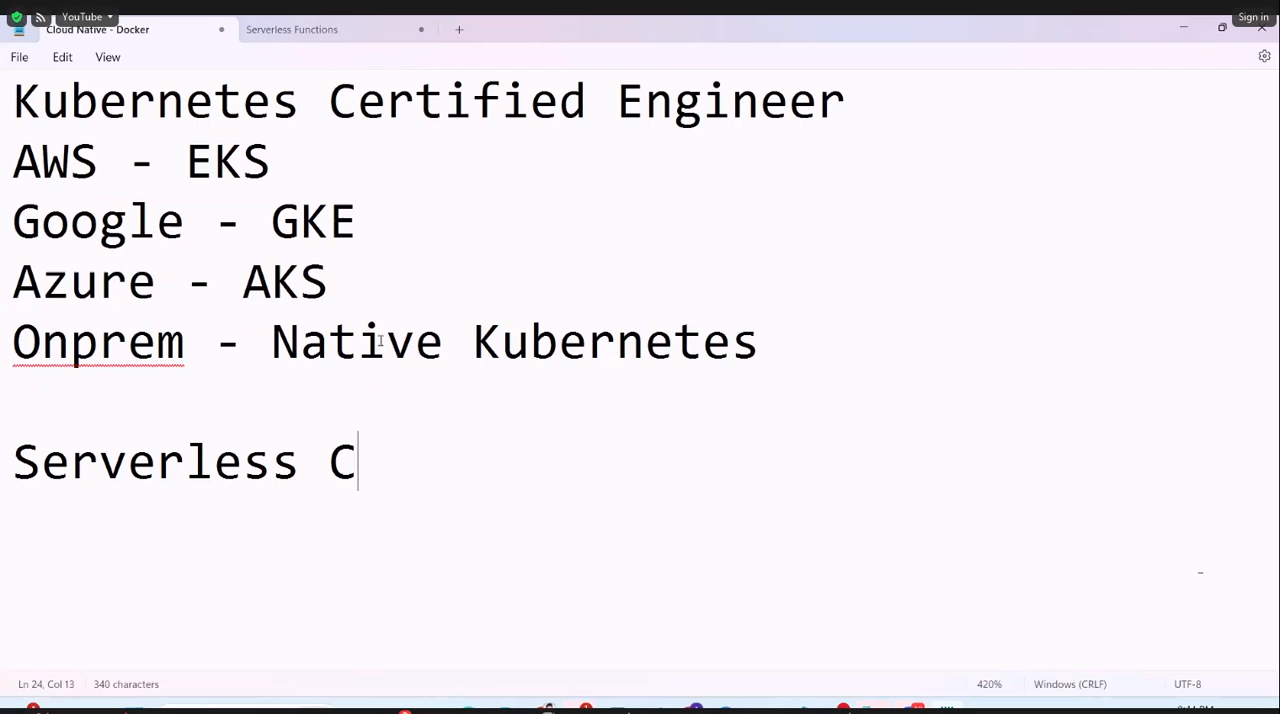 YouTube
Sign in
Cloud Native - Docker
Serverless Functions
File Edit View
Kubernetes Certified Engineer
AWS - EKS
Google - GKE
Azure - AKS
Onprem - Native Kubernetes
Serverless C
Ln 24, Col 13
340 characters
420%
Windows (CRLF)
UTF-8